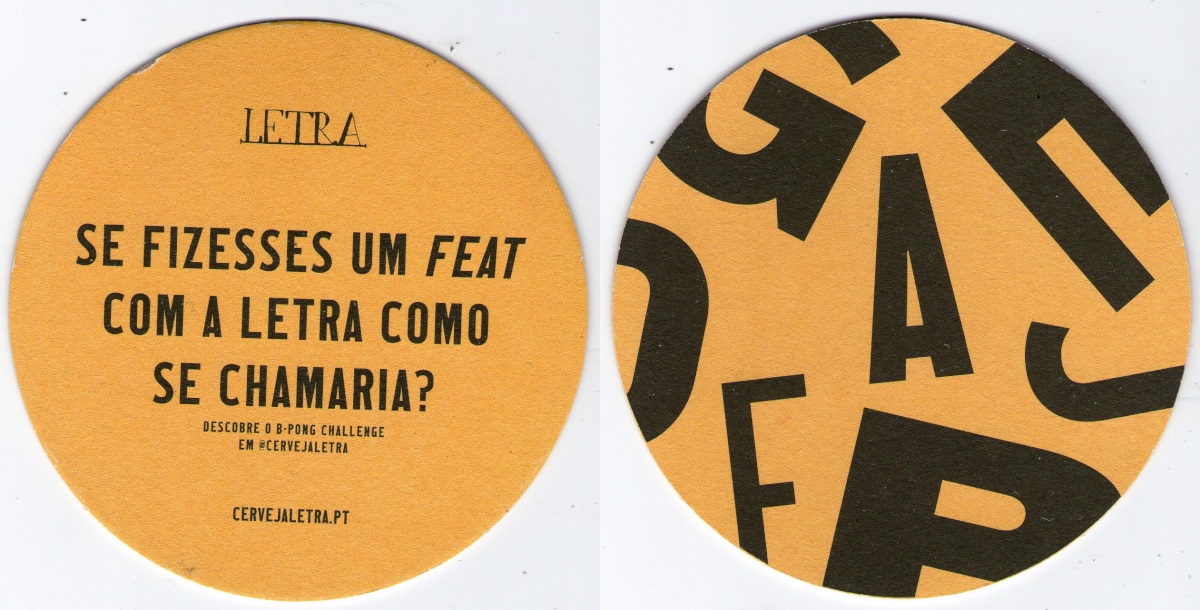 LETRA
SE FIZESSES UM FEAT
COM A LETRA COMO
SE CHAMARIA?
DESCOBRE O B-PONG CHALLENGE
EM @CERVEJALETRA
CERVEJALETRA.PT
G
A
J
F